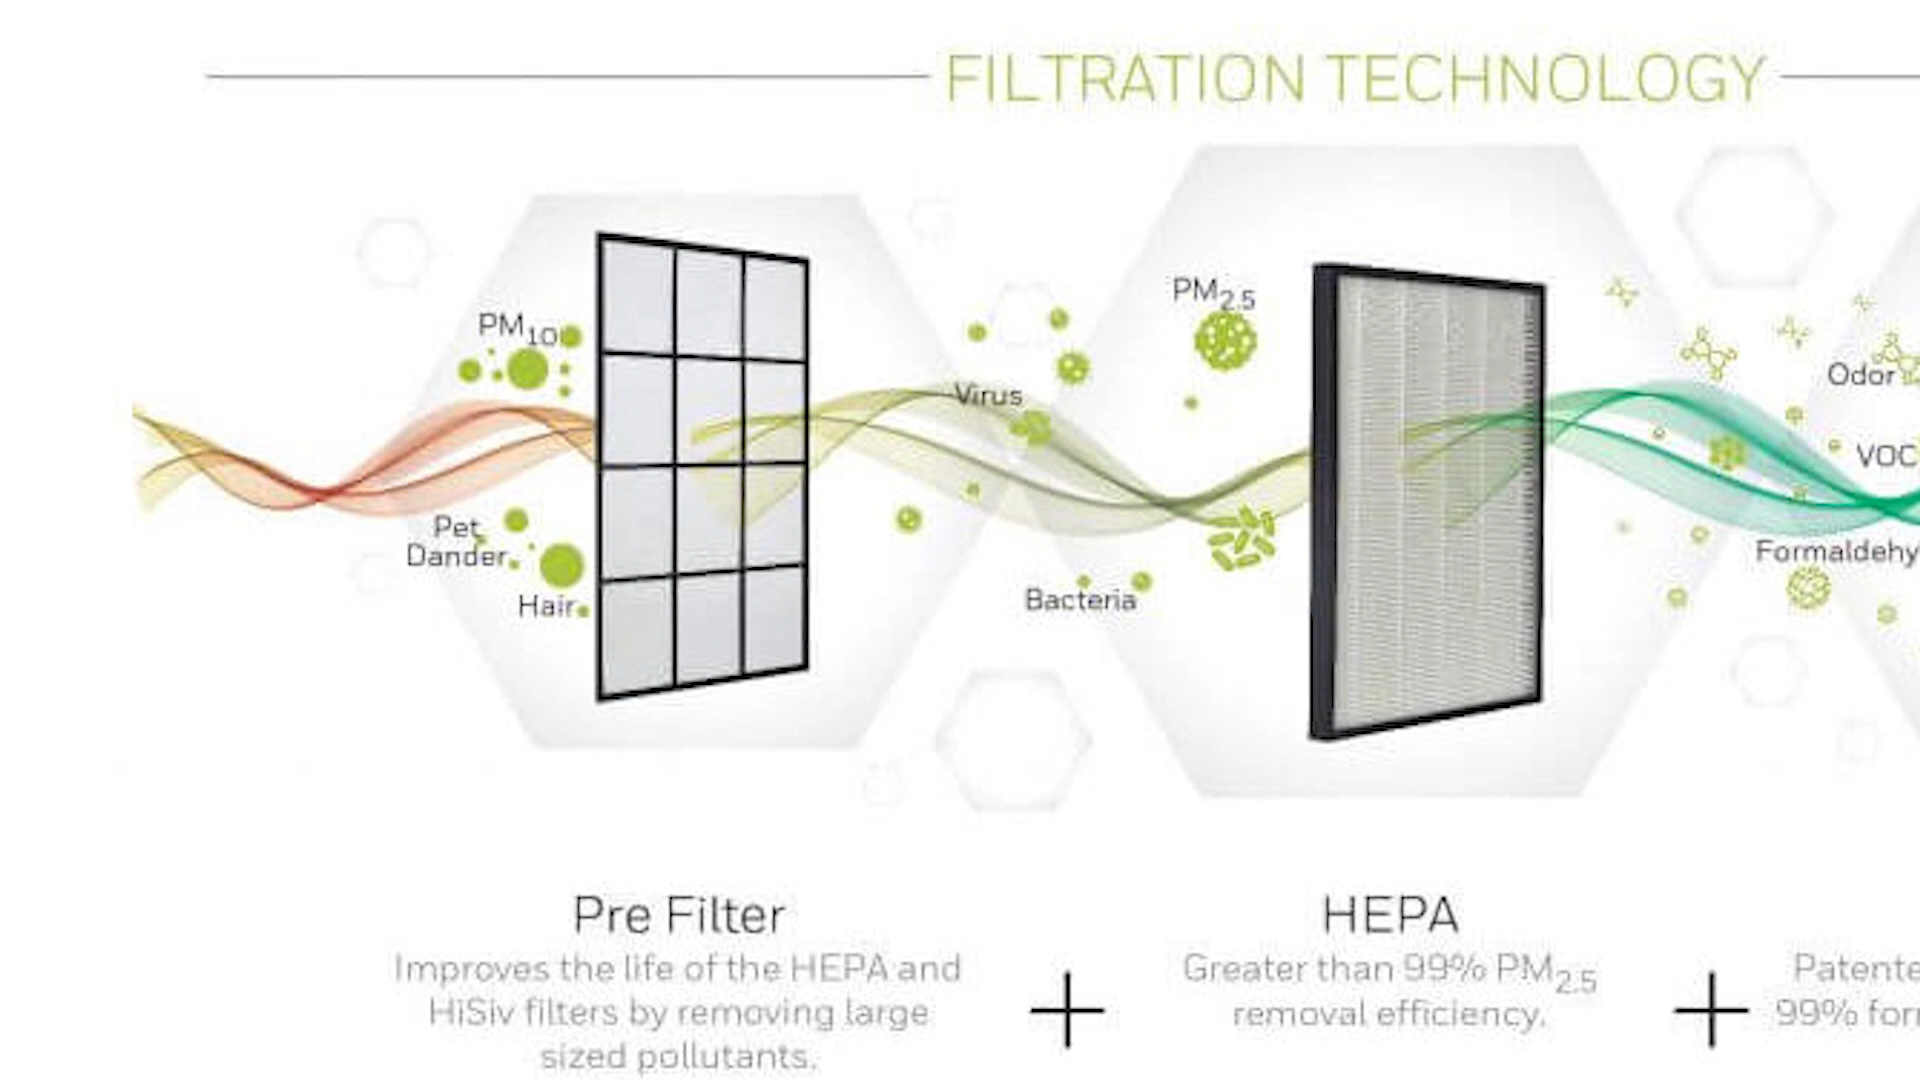 FILTRATION TECHNOLOGY
PM10
Pet
Dander
Hair
Virus
Bacteria
PM2.5
Odor
VOC
Pre Filter
Improves the life of the HEPA and
HiSiv filters by removing large
sized pollutants.
HEPA
Greater than 99% PM2.5
removal efficiency.
99%